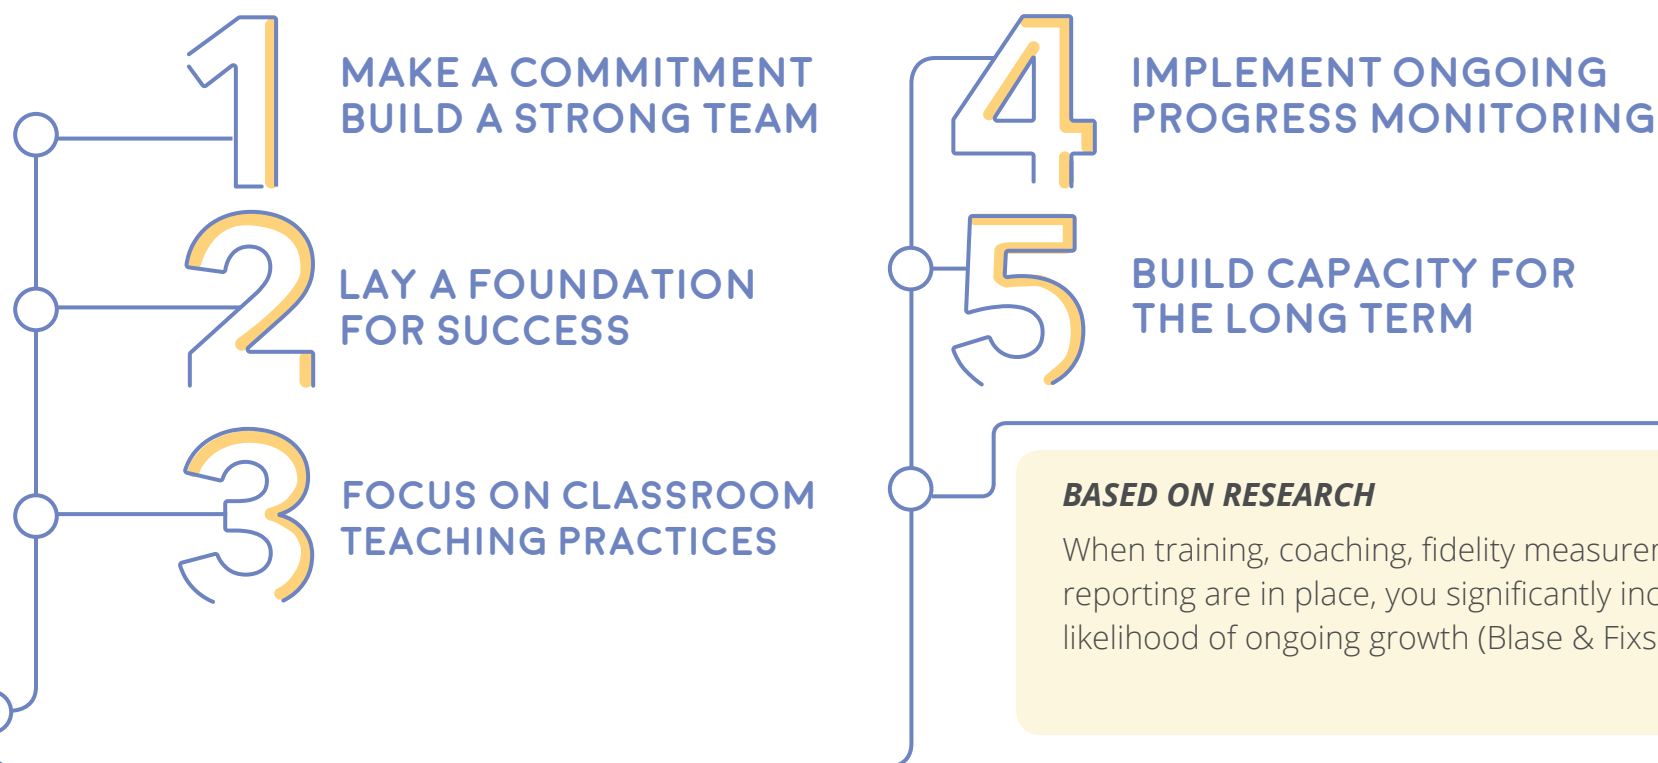 1
MAKE A COMMITMENT
BUILD A STRONG TEAM
2
LAY A FOUNDATION
FOR SUCCESS
3
FOCUS ON CLASSROOM
TEACHING PRACTICES
4
IMPLEMENT ONGOING
PROGRESS MONITORING
5
BUILD CAPACITY FOR
THE LONG TERM
BASED ON RESEARCH
When training, coaching, fidelity
reporting are in place, you significantly
likelihood of ongoing growth (Blase &